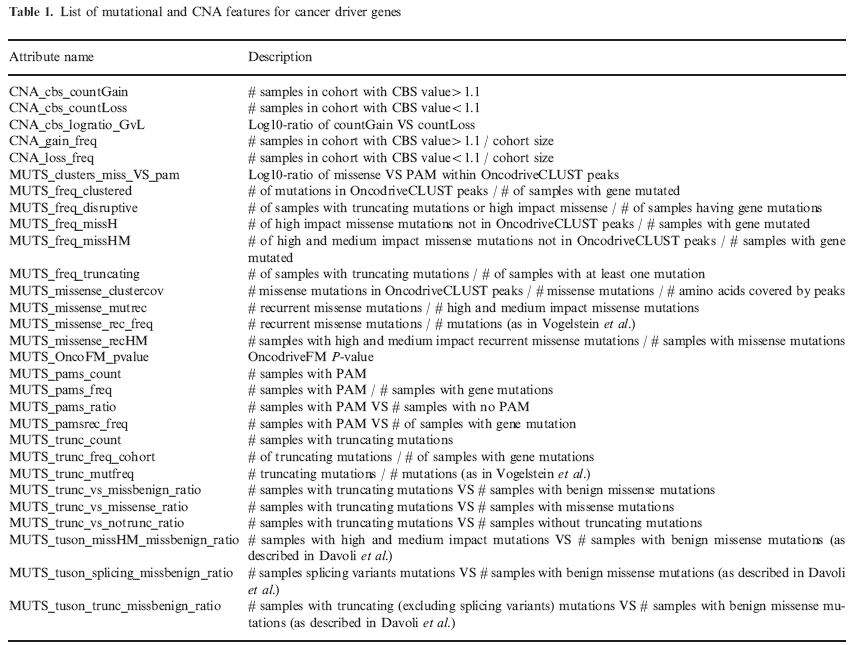 Table 1. List of mutational and CNA features for cancer driver genes
Attribute name Description
CNA_cbs_countGain # samples in cohort with CBS value> 1.1
CNA_cbs_countLoss # samples in cohort with CBS value< 1.1
CNA_cbs_logratio_GvL Log10-ratio of countGain VS countLoss
CNA_gain_freq # samples in cohort with CBS value> 1.1 / cohort size
CNA_loss_freq # samples in cohort with CBS value< 1.1 / cohort size
MUTS_clusters_miss_VS_pam Log10-ratio of missense VS PAM within OncodriveCLUST peaks
MUTS_freq_clustered # of mutations in OncodriveCLUST peaks / # of samples with gene mutated
MUTS_freq_disruptive # of samples with truncating mutations or high impact missense / # of samples having gene mutations
MUTS_freq_missH # of high impact missense mutations not in OncodriveCLUST peaks / # samples with gene mutated
MUTS_freq_missHM # of high and medium impact missense mutations not in OncodriveCLUST peaks / # samples with gene
mutated
MUTS_freq_truncating # of samples with truncating mutations / # of samples with at least one mutation
MUTS_missense_clustercov # missense mutations in OncodriveCLUST peaks / # missense mutations / # amino acids covered by peaks
MUTS_missense_mutrec # recurrent missense mutations / # high and medium impact missense mutations
MUTS_missense_rec_freq # recurrent missense mutations / # mutations (as in Vogelstein et al.)
MUTS_missense_recHM # samples with high and medium impact recurrent missense mutations / # samples with missense mutations
MUTS_OncoFM_pvalue OncodriveFM P-value
MUTS_pams_count # samples with PAM
MUTS_pams_freq # samples with PAM / # samples with gene mutations
MUTS_pams_ratio # samples with PAM VS # samples with no PAM
MUTS_pamsrec_freq # samples with PAM VS # of samples with gene mutation
MUTS_trunc_count # samples with truncating mutations
MUTS_trunc_freq_cohort # of truncating mutations / # of samples with gene mutations
MUTS_trunc_mutfreq # truncating mutations / # mutations (as in Vogelstein et al.)
MUTS_trunc_vs_missbenign_ratio # samples with truncating mutations VS # samples with benign missense mutations
MUTS_trunc_vs_missense_ratio # samples with truncating mutations VS # samples with missense mutations
MUTS_trunc_vs_notrunc_ratio # samples with truncating mutations VS # samples without truncating mutations
MUTS_tuson_missHM_missbenign_ratio # samples with high and medium impact mutations VS # samples with benign missense mutations (as
described in Davoli et al.)
MUTS_tuson_splicing_missbenign_ratio # samples splicing variants mutations VS # samples with benign missense mutations (as described in Davoli
et al.)
MUTS_tuson_trunc_missbenign_ratio # samples with truncating (excluding splicing variants) mutations VS # samples with benign missense mu-
tations (as described in Davoli et al.)